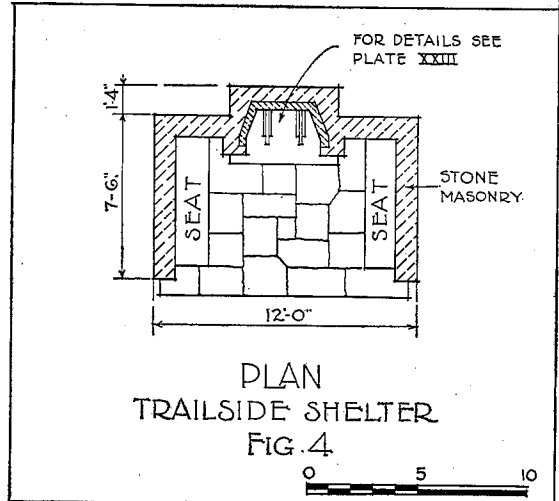 FOR DETAILS SEE
PLATE XXIII
1'-4"
7'-6"
SEAT
SEAT
STONE
MASONRY
12'-0"
PLAN
TRAILSIDE SHELTER
FIG. 4
0 5 10